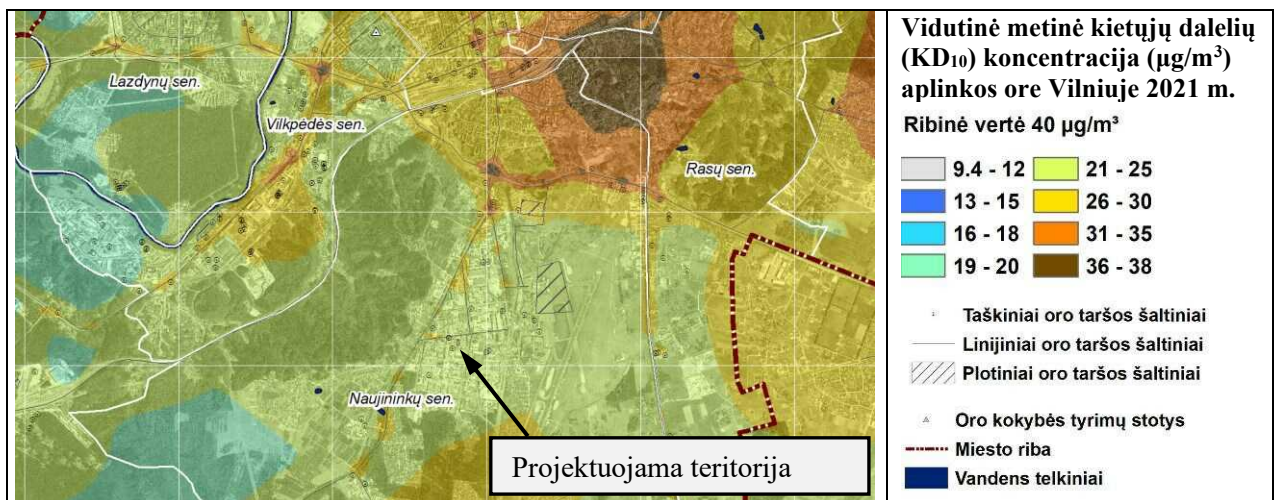 Lazdynų sen.
Vilkpėdės sen.
Rasų sen.
Naujininkų sen.
Projektuojama teritorija
Vidutinė metinė kietųjų dalelių
(KD₁₀) koncentracija (µg/m³)
aplinkos ore Vilniuje 2021 m.
Ribinė vertė 40 µg/m³
9.4 - 12 21 - 25
13 - 15 26 - 30
16 - 18 31 - 35
19 - 20 36 - 38
Taškiniai oro taršos šaltiniai
Linijiniai oro taršos šaltiniai
Plotiniai oro taršos šaltiniai
Oro kokybės tyrimų stotys
Miesto riba
Vandens telkiniai